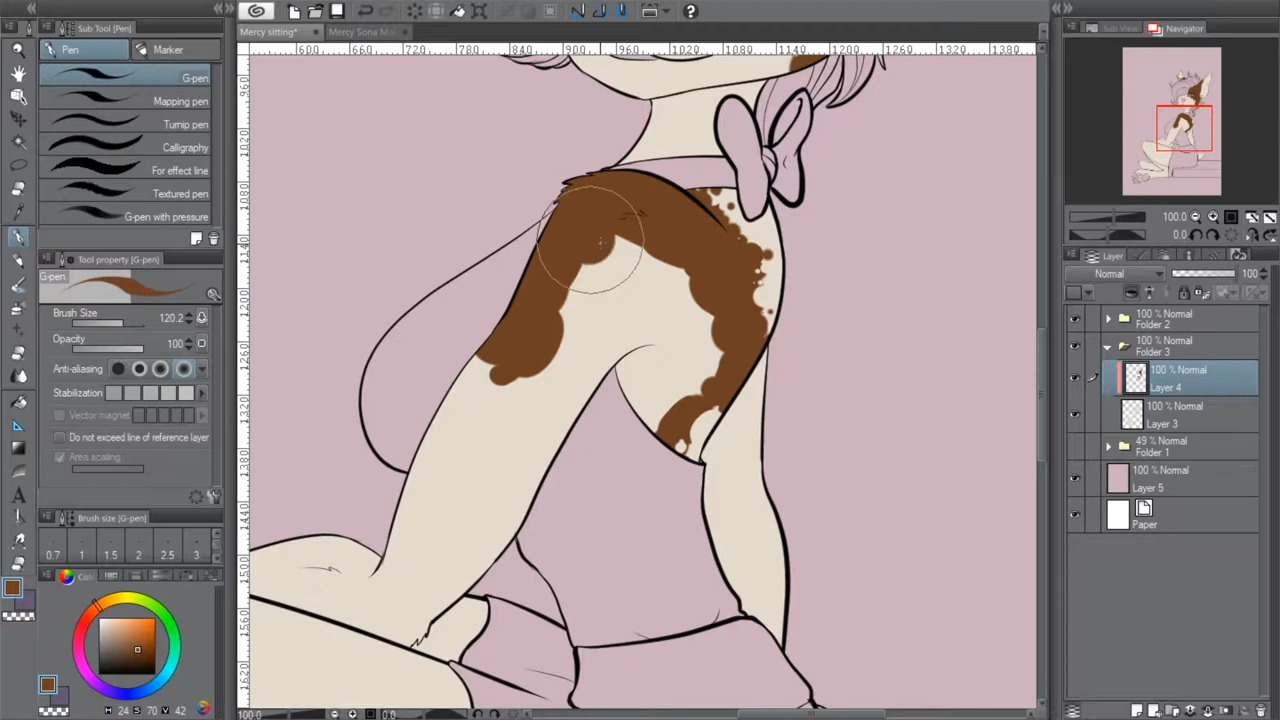 Sub Tool [Pen]
Pen
Marker
G-pen
Mapping pen
Turnip pen
Calligraphy
For effect line
Textured pen
G-pen with pressure
Tool property [G-pen]
G-pen
Brush Size 120.2
Opacity 100
Anti-aliasing
Stabilization
Vector magnet
Do not exceed line of reference layer
Area scaling
Brush size [G-pen]
0.7 1 1.5 2 2.5 3
H 24 S 70 V 42
Mercy sitting*
Mercy Sona M
600 660 720 780 840 900 960 1020 1080 1140 1200 1260 1320 1380
960
1020
1080
1140
1200
1260
1320
1380
1440
1500
1560
1620
100.0 0.0
Sub View
Navigator
100.0
0.0
Layer
Normal 100
100 % Normal
Folder 2
100 % Normal
Folder 3
100 % Normal
Layer 4
100 % Normal
Layer 3
49 % Normal
Folder 1
100 % Normal
Layer 5
Paper